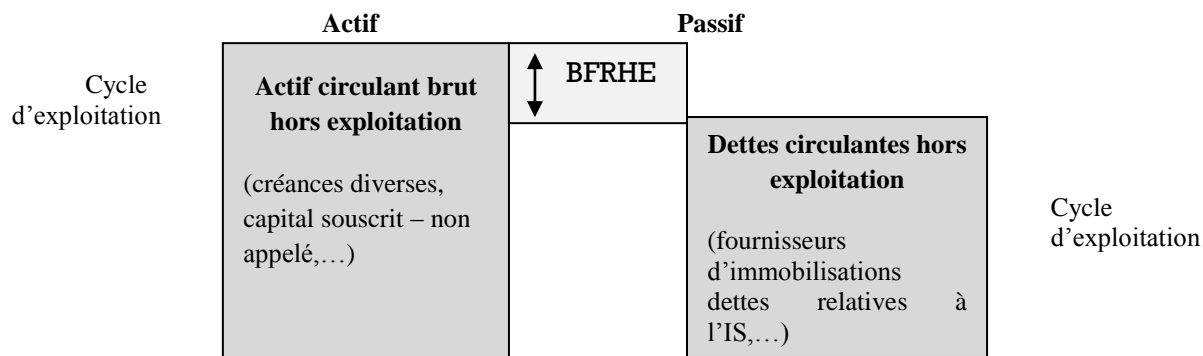 Actif
Passif
Cycle
d’exploitation
Actif circulant brut
hors exploitation
(créances diverses,
capital souscrit – non
appelé,…)
BFRHE
Dettes circulantes hors
exploitation
(fournisseurs
d’immobilisations
dettes relatives à
l’IS,…)
Cycle
d’exploitation